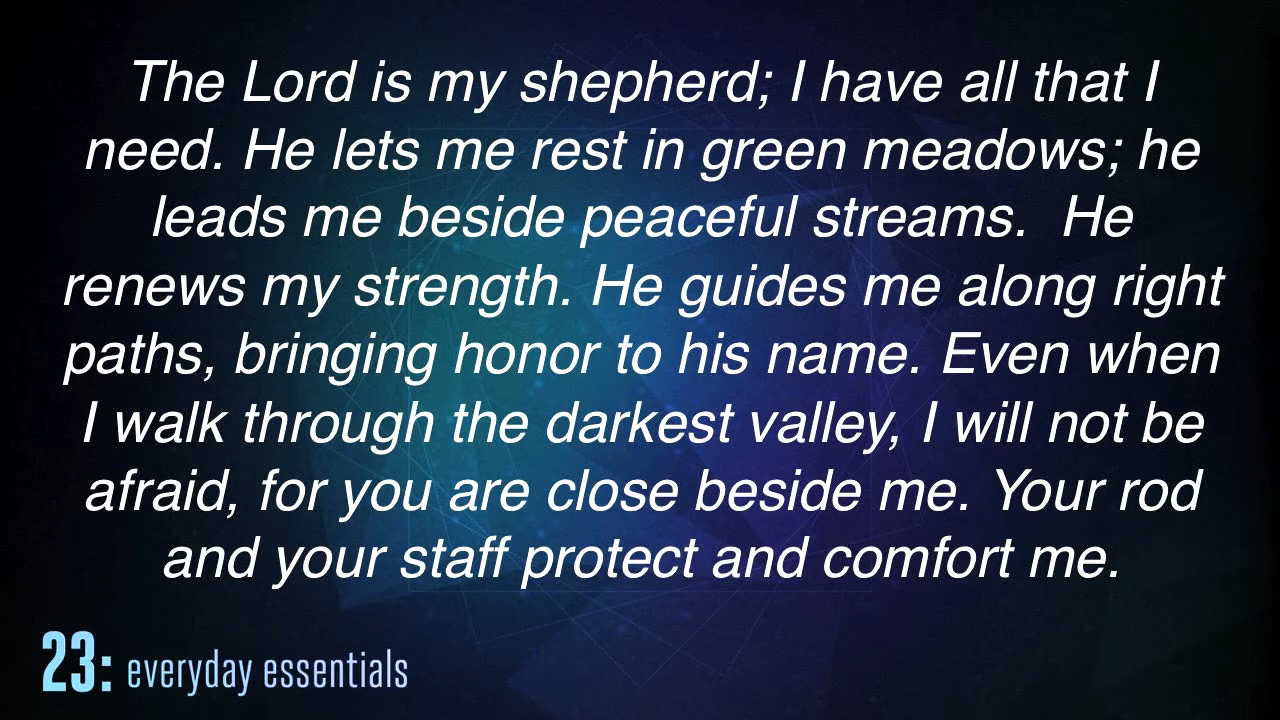 The Lord is my shepherd; I have all that I
need. He lets me rest in green meadows; he
leads me beside peaceful streams.  He
renews my strength. He guides me along right
paths, bringing honor to his name. Even when
I walk through the darkest valley, I will not be
afraid, for you are close beside me. Your rod
and your staff protect and comfort me.
23: everyday essentials